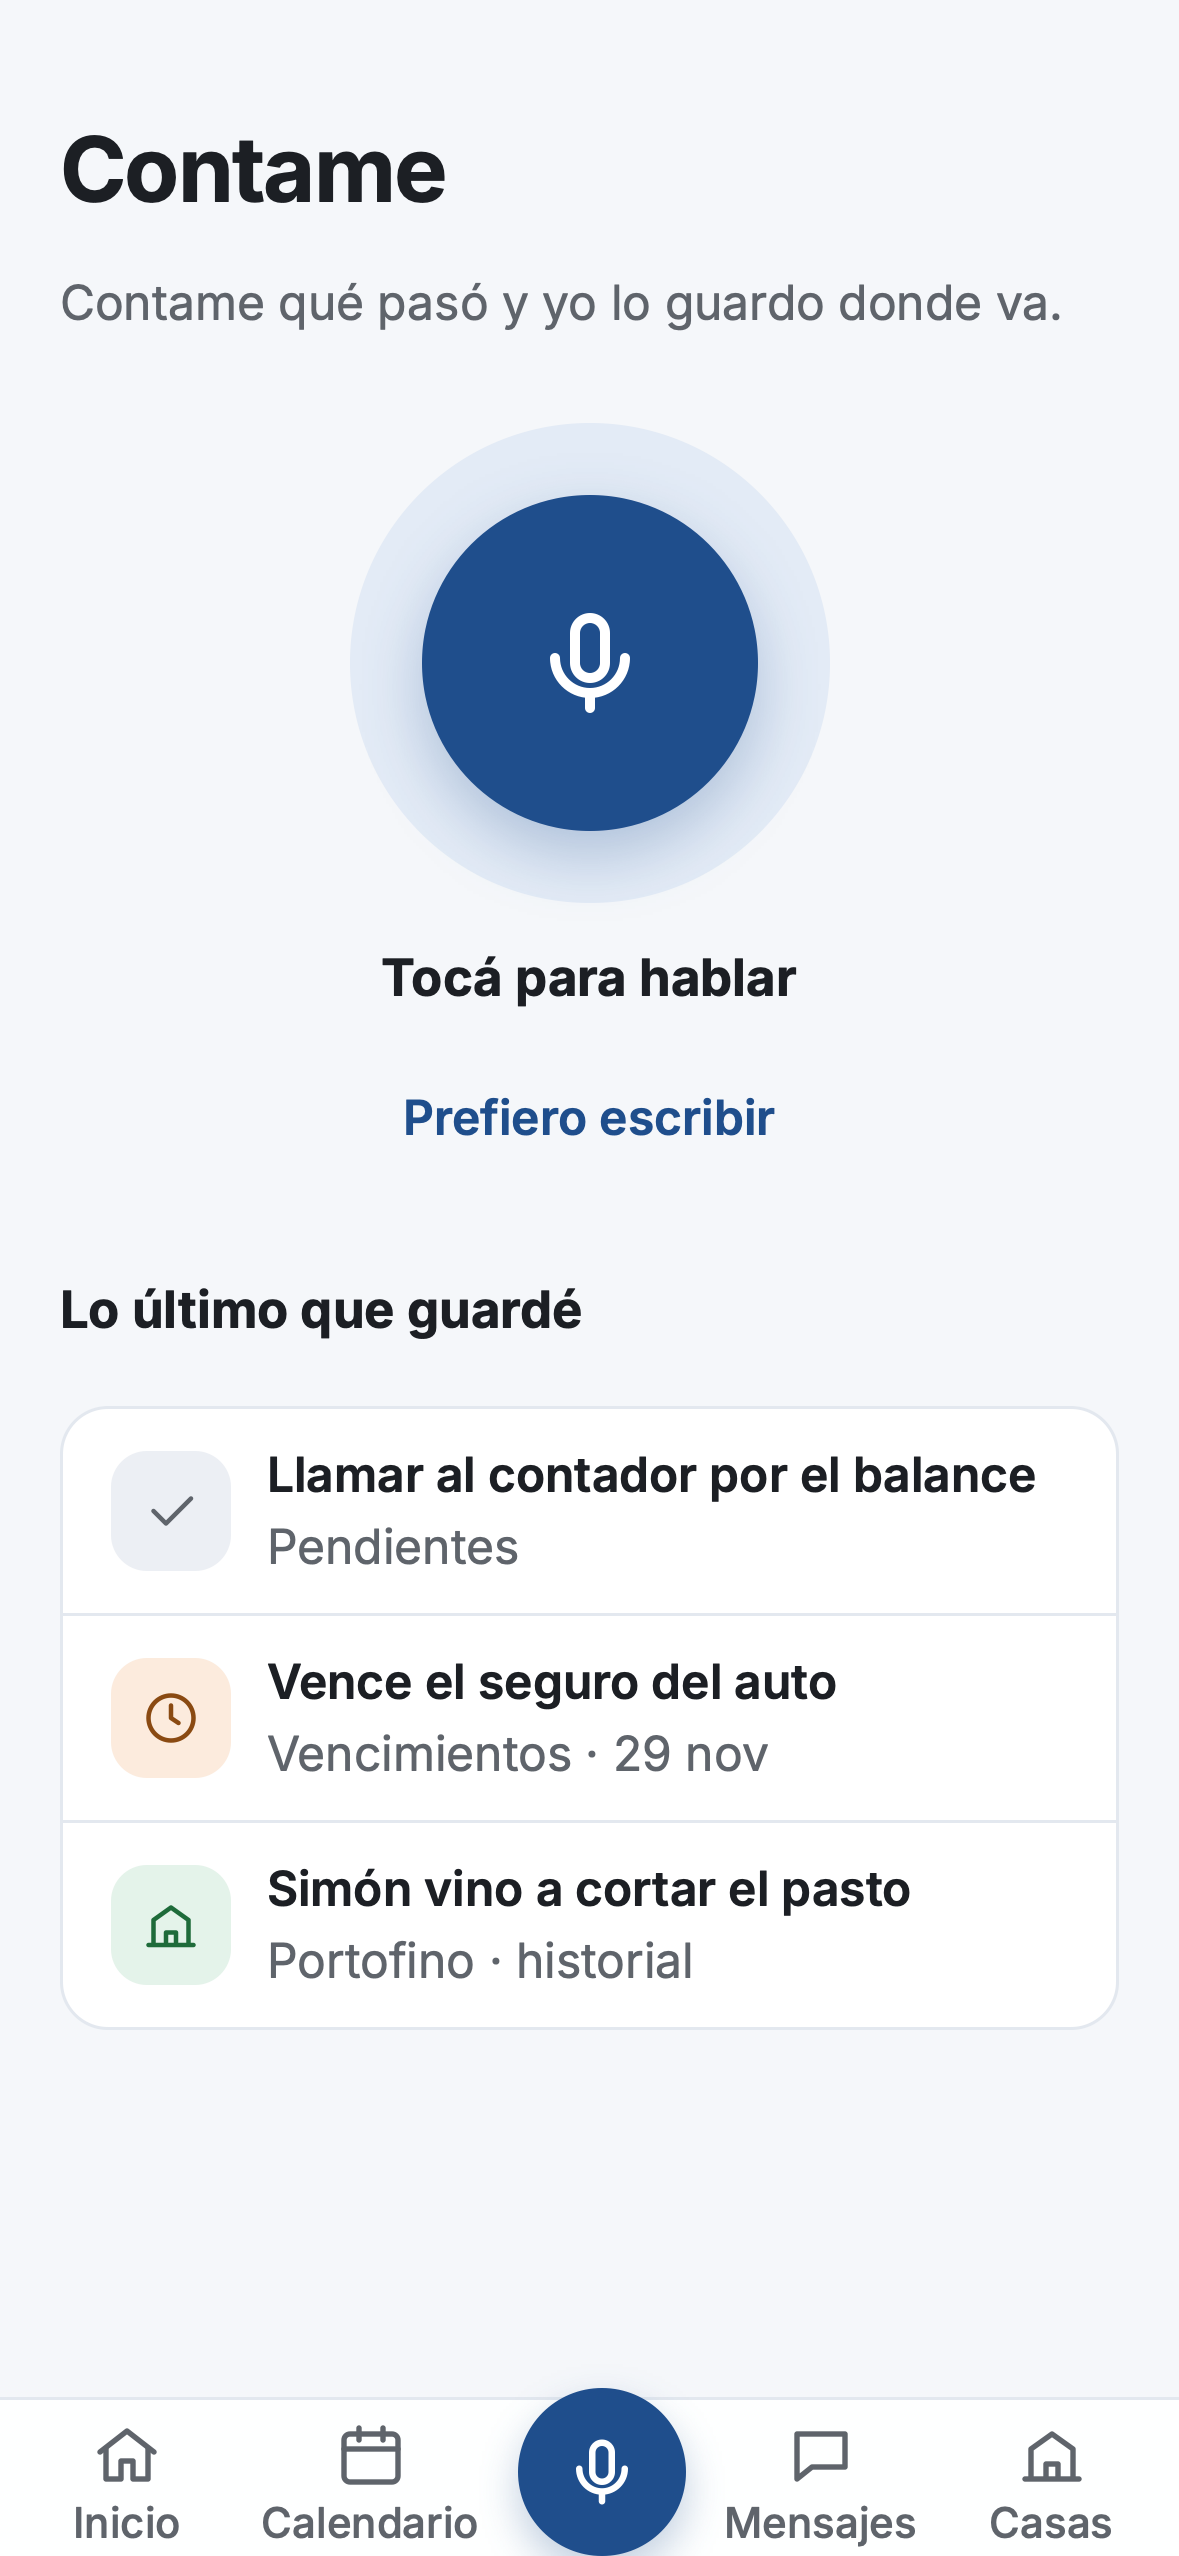 Contame
Contame qué pasó y yo lo guardo donde va.
Tocá para hablar
Prefiero escribir
Lo último que guardé
Llamar al contador por el balance
Pendientes
Vence el seguro del auto
Vencimientos · 29 nov
Simón vino a cortar el pasto
Portofino · historial
Inicio
Calendario
Mensajes
Casas